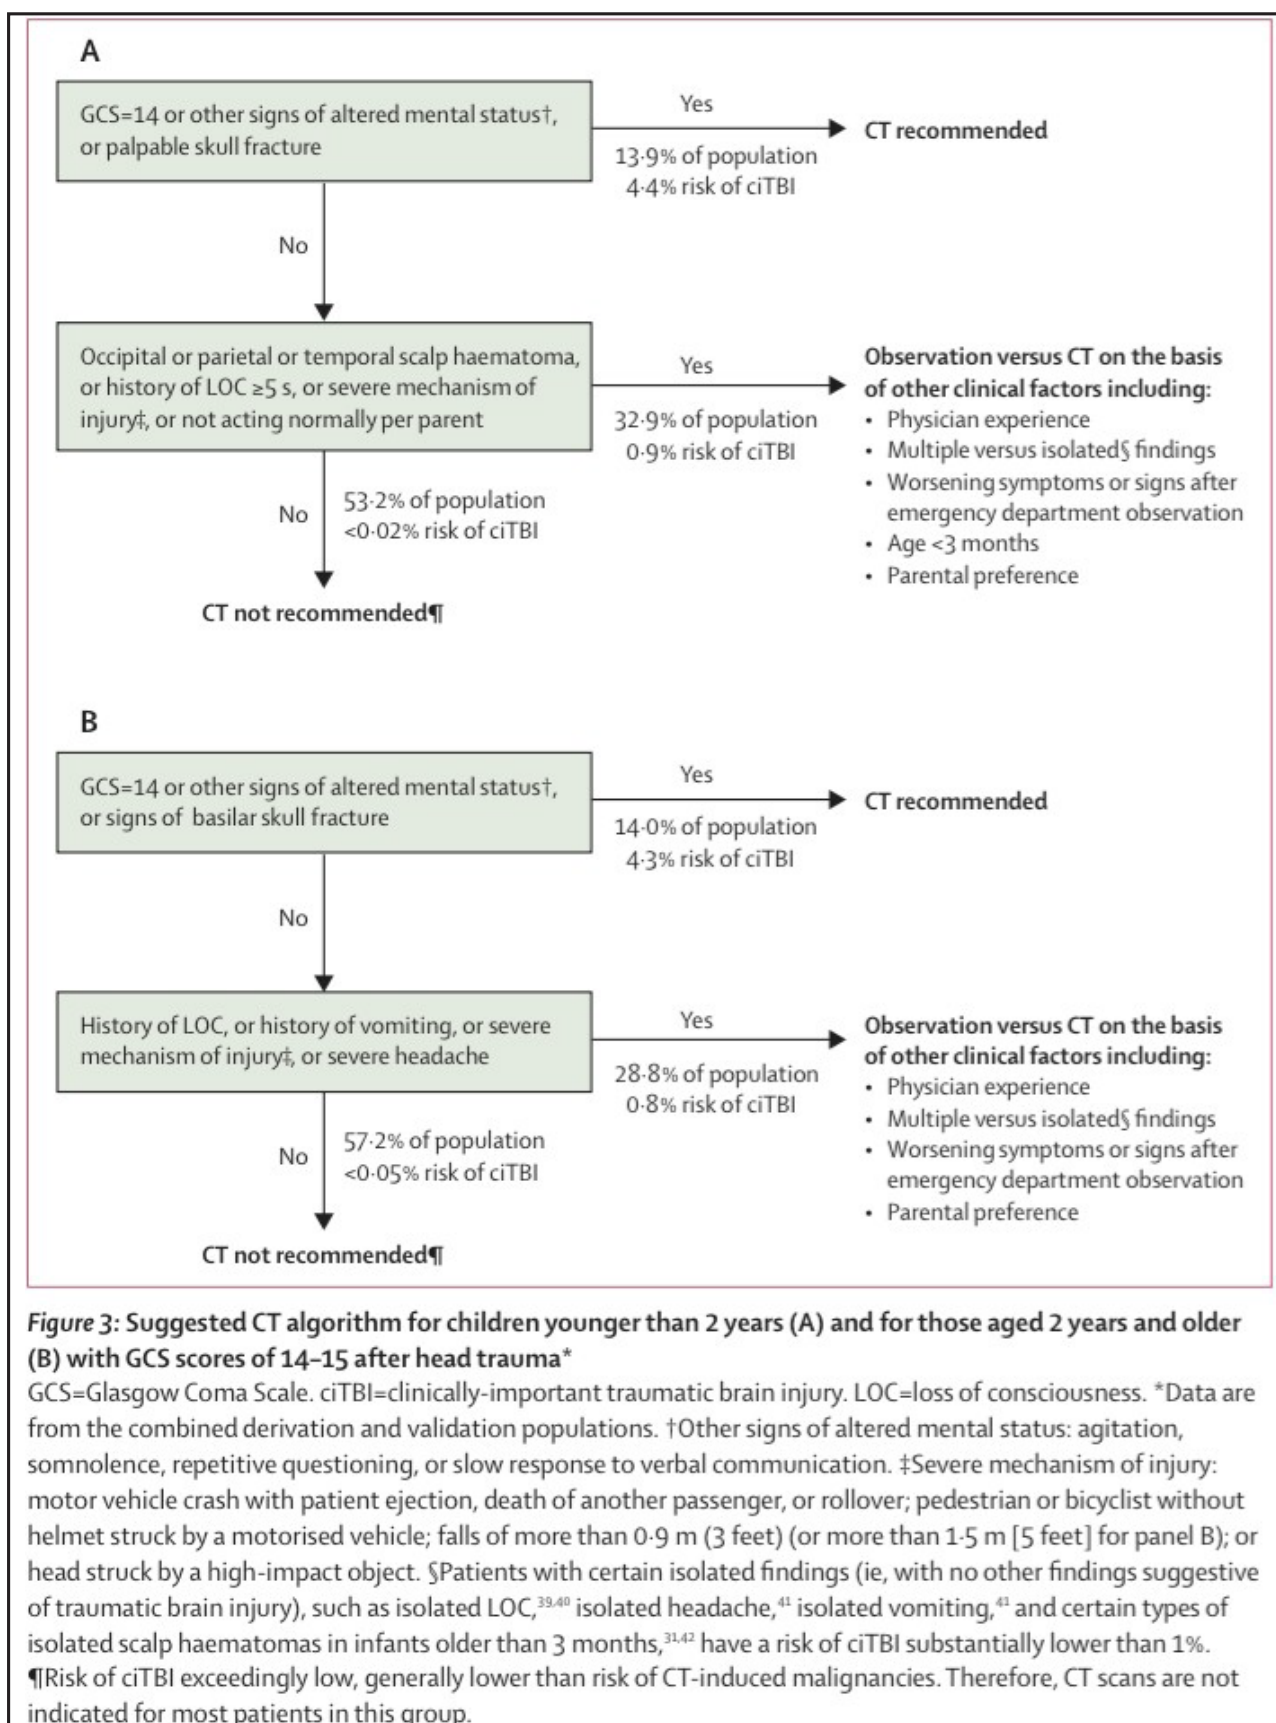 A
GCS=14 or other signs of altered mental status†,
or palpable skull fracture
Yes
13·9% of population
4·4% risk of ciTBI
CT recommended
No
Occipital or parietal or temporal scalp haematoma,
or history of LOC ≥5 s, or severe mechanism of
injury‡, or not acting normally per parent
Yes
32·9% of population
0·9% risk of ciTBI
Observation versus CT on the basis
of other clinical factors including:
• Physician experience
• Multiple versus isolated§ findings
• Worsening symptoms or signs after
emergency department observation
• Age <3 months
• Parental preference
No
53·2% of population
<0·02% risk of ciTBI
CT not recommended¶
B
GCS=14 or other signs of altered mental status†,
or signs of basilar skull fracture
Yes
14·0% of population
4·3% risk of ciTBI
CT recommended
No
History of LOC, or history of vomiting, or severe
mechanism of injury‡, or severe headache
Yes
28·8% of population
0·8% risk of ciTBI
Observation versus CT on the basis
of other clinical factors including:
• Physician experience
• Multiple versus isolated§ findings
• Worsening symptoms or signs after
emergency department observation
• Parental preference
No
57·2% of population
<0·05% risk of ciTBI
CT not recommended¶
Figure 3: Suggested CT algorithm for children younger than 2 years (A) and for those aged 2 years and older
(B) with GCS scores of 14–15 after head trauma*
GCS=Glasgow Coma Scale. ciTBI=clinically-important traumatic brain injury. LOC=loss of consciousness. *Data are
from the combined derivation and validation populations. †Other signs of altered mental status: agitation,
somnolence, repetitive questioning, or slow response to verbal communication. ‡Severe mechanism of injury:
motor vehicle crash with patient ejection, death of another passenger, or rollover; pedestrian or bicyclist without
helmet struck by a motorised vehicle; falls of more than 0·9 m (3 feet) (or more than 1·5 m [5 feet] for panel B); or
head struck by a high-impact object. §Patients with certain isolated findings (ie, with no other findings suggestive
of traumatic brain injury), such as isolated LOC,39,40 isolated headache,41 isolated vomiting,41 and certain types of
isolated scalp haematomas in infants older than 3 months,31,42 have a risk of ciTBI substantially lower than 1%.
¶Risk of ciTBI exceedingly low, generally lower than risk of CT-induced malignancies. Therefore, CT scans are not
indicated for most patients in this group.